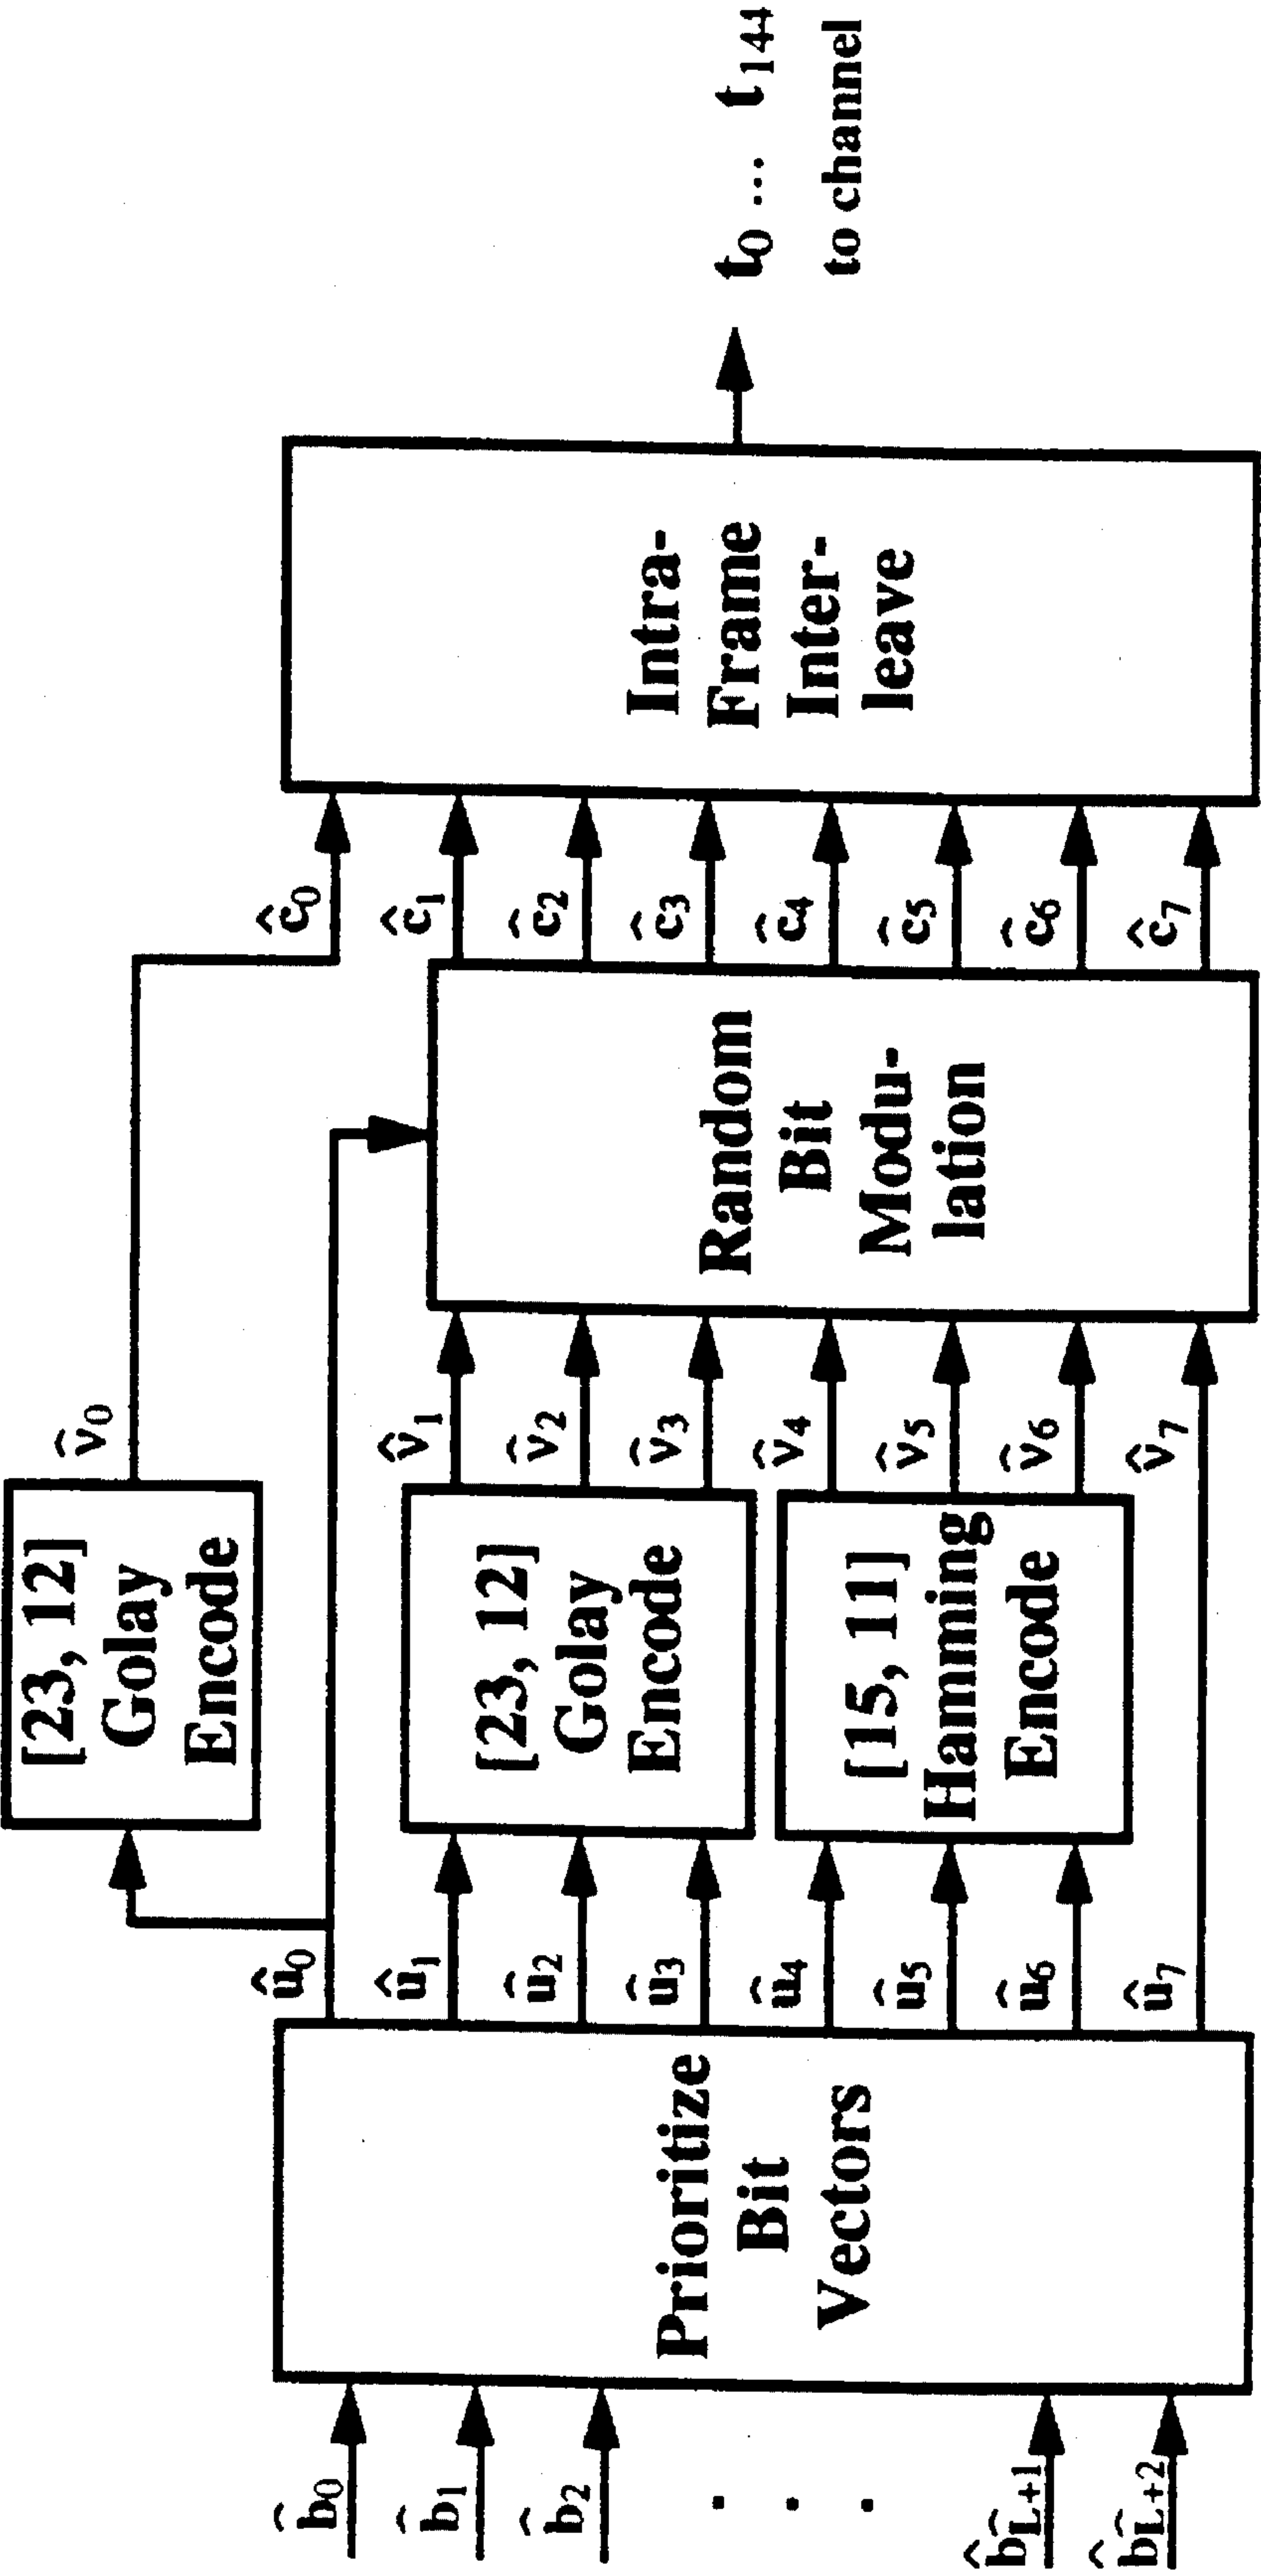 b̂0
b̂1
b̂2
. . .
b̂L̂+1
b̂L̂+2
Prioritize
Bit
Vectors
û0
û1
û2
û3
û4
û5
û6
û7
[23, 12]
Golay
Encode
[23, 12]
Golay
Encode
[15, 11]
Hamming
Encode
v̂0
v̂1
v̂2
v̂3
v̂4
v̂5
v̂6
v̂7
Random
Bit
Modu-
lation
ĉ0
ĉ1
ĉ2
ĉ3
ĉ4
ĉ5
ĉ6
ĉ7
Intra-
Frame
Inter-
leave
t0 ... t144
to channel